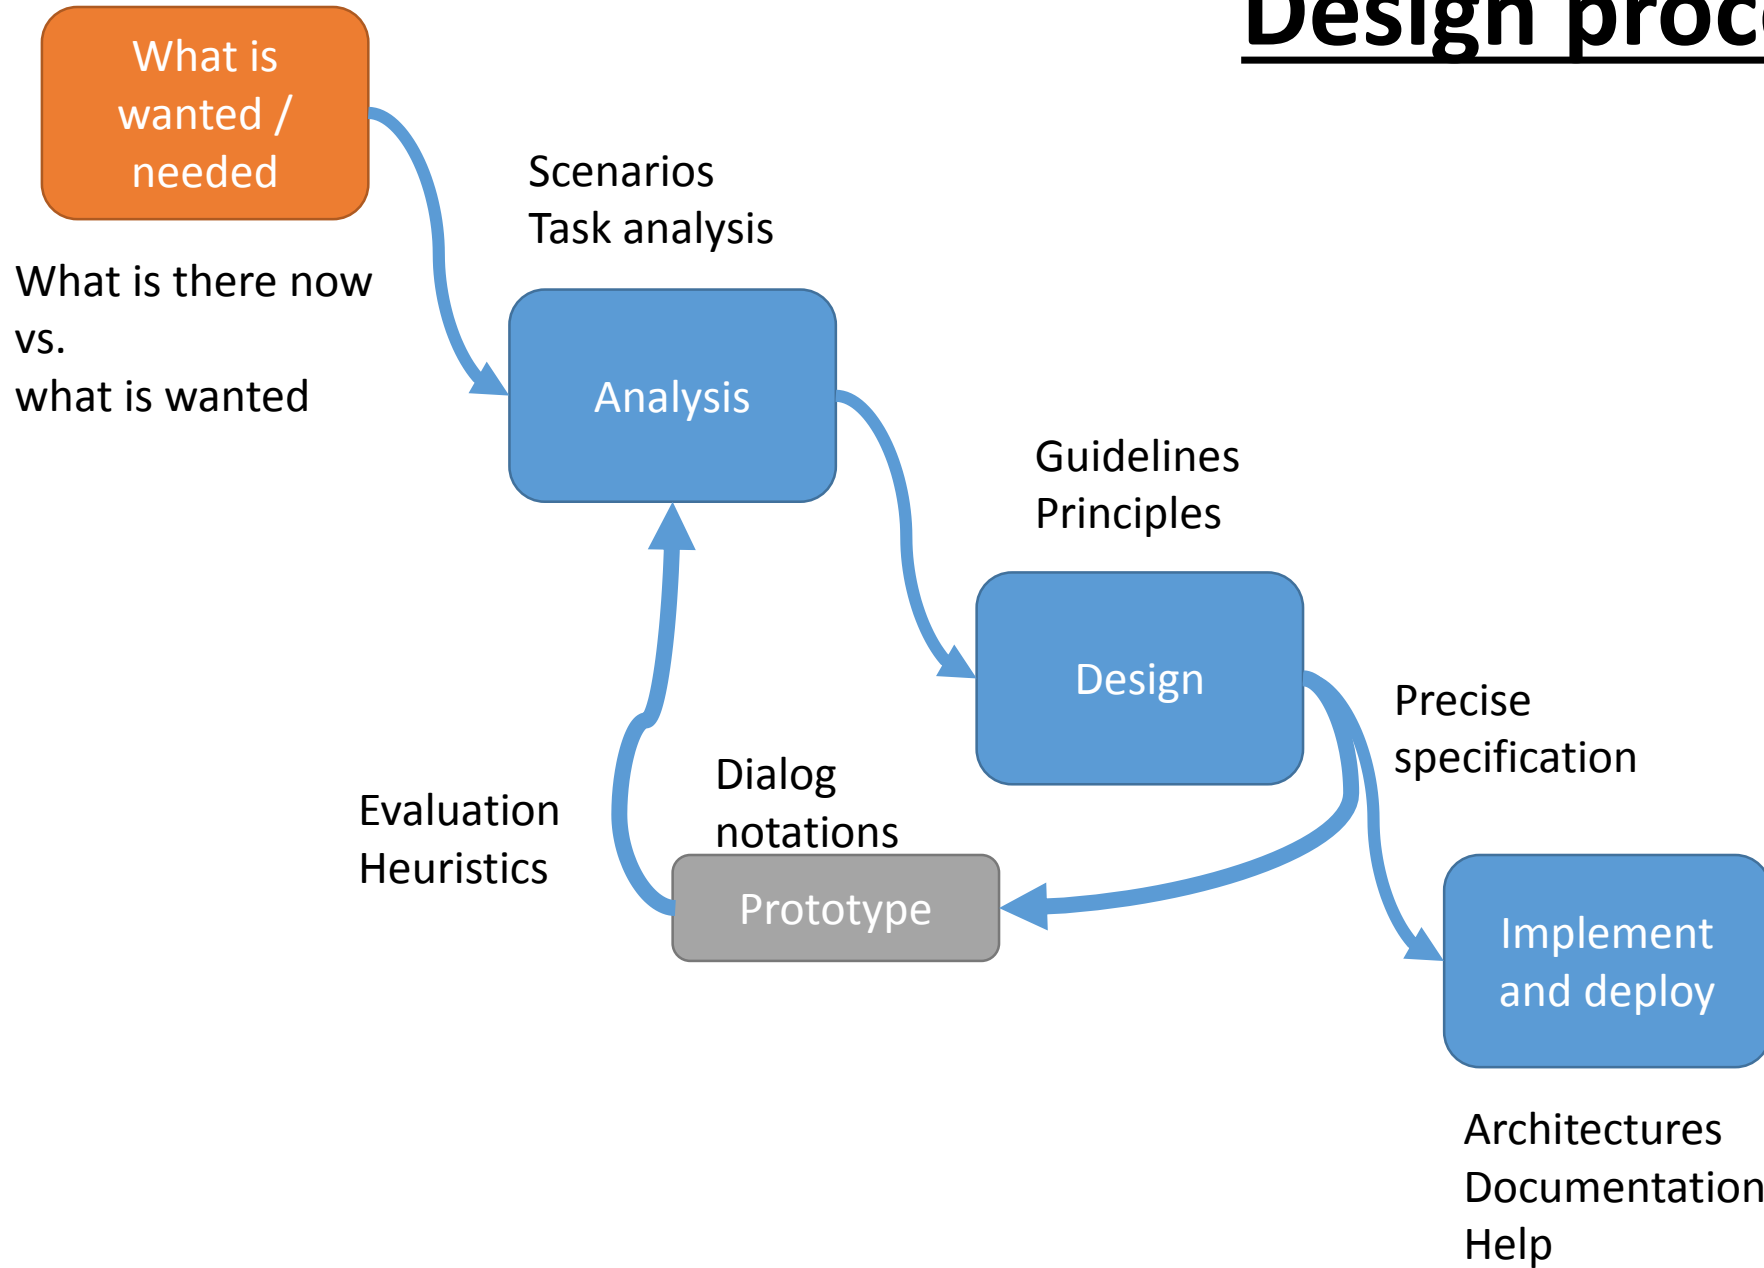 Design
What is
wanted /
needed
What is there now
vs.
what is wanted
Scenarios
Task analysis
Analysis
Guidelines
Principles
Design
Precise
specification
Dialog
notations
Prototype
Evaluation
Heuristics
Implement
and deploy
Architectures
Documentation
Help